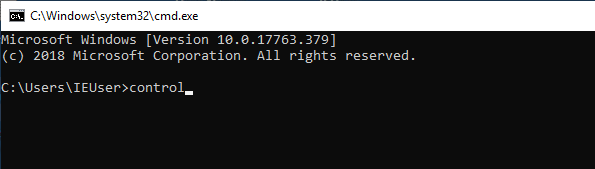 C:\Windows\system32\cmd.exe
Microsoft Windows [Version 10.0.17763.379]
(c) 2018 Microsoft Corporation. All rights reserved.
C:\Users\IEUser>control